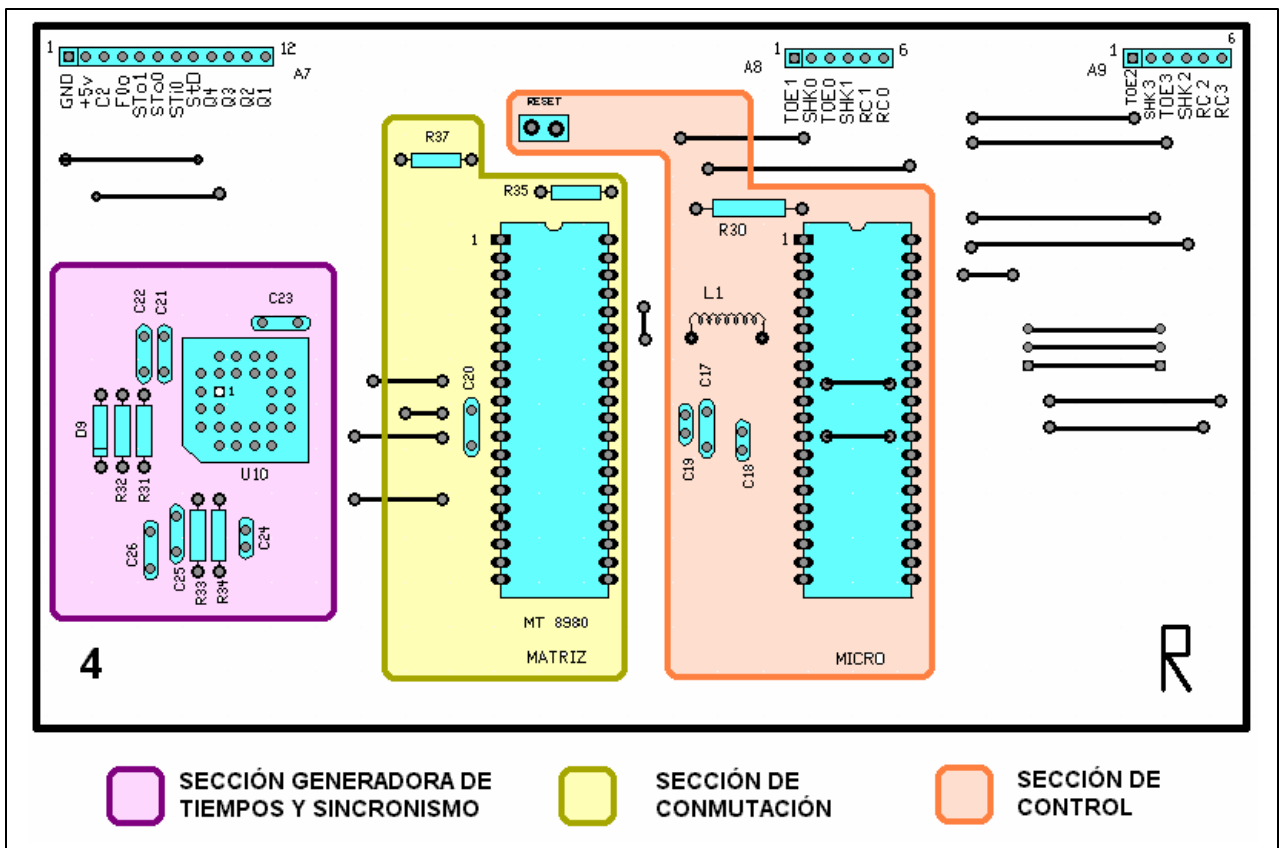 1 12 A7
GND
+5v
C2
F0o
STo1
STo0
STi0
StD
Q4
Q3
Q2
Q1
1 6 A8
TOE1
SHK0
TOE0
SHK1
RC1
RC0
1 6 A9
TOE2
SHK3
TOE3
SHK2
RC2
RC3
RESET
R37
R35
R30
1
1
L1
C22
C21
C23
1
U10
D9
R32
R31
C26
C25
R33
R34
C24
C20
C19
C17
C18
MT 8980
MATRIZ
MICRO
4
R
SECCIÓN GENERADORA DE
TIEMPOS Y SINCRONISMO
SECCIÓN DE
CONMUTACIÓN
SECCIÓN DE
CONTROL